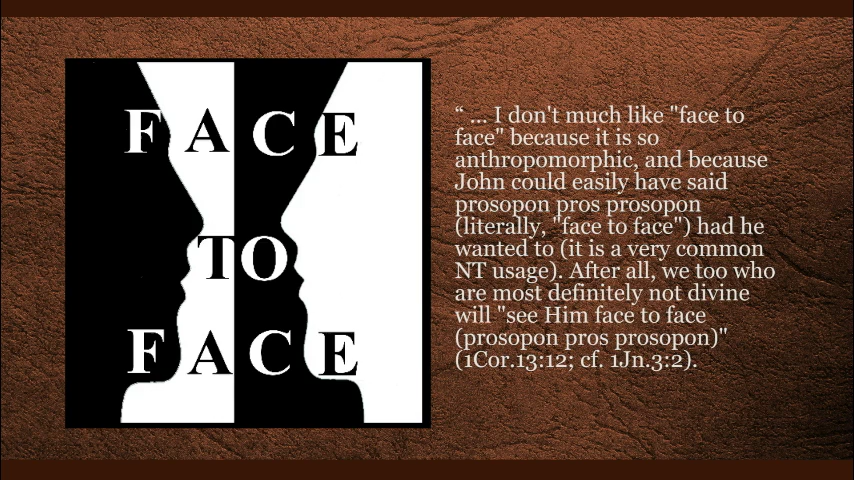 FACE
TO
FACE
“ ... I don't much like "face to
face" because it is so
anthropomorphic, and because
John could easily have said
prosopon pros prosopon
(literally, "face to face") had he
wanted to (it is a very common
NT usage). After all, we too who
are most definitely not divine
will "see Him face to face
(prosopon pros prosopon)"
(1Cor.13:12; cf. 1Jn.3:2).